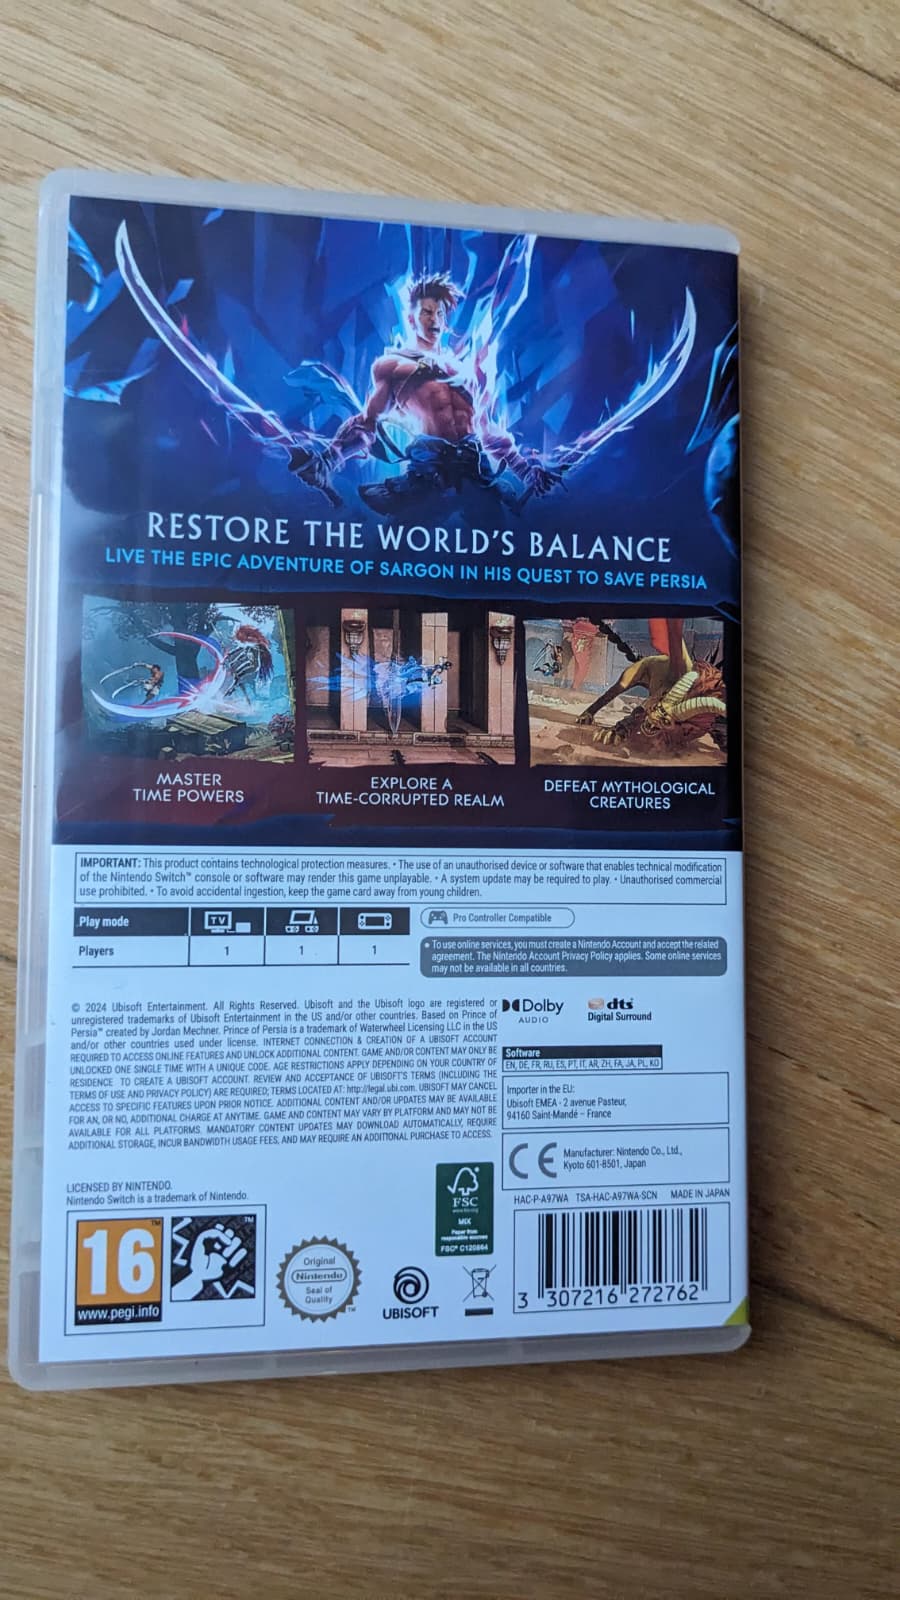 RESTORE THE WORLD'S BALANCE
LIVE THE EPIC ADVENTURE OF SARGON IN HIS QUEST TO SAVE PERSIA
MASTER
TIME POWERS
EXPLORE A
TIME-CORRUPTED REALM
DEFEAT MYTHOLOGICAL
CREATURES
IMPORTANT: This product contains technological protection measures. • The use of an unauthorised device or software that enables technical modification
of the Nintendo Switch™ console or software may render this game unplayable. • A system update may be required to play. • Unauthorised commercial
use prohibited. • To avoid accidental ingestion, keep the game card away from young children.
Play mode
TV
Players
1
1
1
Pro Controller Compatible
• To use online services, you must create a Nintendo Account and accept the related
agreement. The Nintendo Account Privacy Policy applies. Some online services
may not be available in all countries.
© 2024 Ubisoft Entertainment. All Rights Reserved. Ubisoft and the Ubisoft logo are registered or
unregistered trademarks of Ubisoft Entertainment in the US and/or other countries. Based on Prince of
Persia™ created by Jordan Mechner. Prince of Persia is a trademark of Waterwheel Licensing LLC in the US
and/or other countries used under license. INTERNET CONNECTION & CREATION OF A UBISOFT ACCOUNT
REQUIRED TO ACCESS ONLINE FEATURES AND UNLOCK ADDITIONAL CONTENT. GAME AND/OR CONTENT MAY ONLY BE
UNLOCKED ONE SINGLE TIME WITH A UNIQUE CODE. AGE RESTRICTIONS APPLY DEPENDING ON YOUR COUNTRY OF
RESIDENCE TO CREATE A UBISOFT ACCOUNT. REVIEW AND ACCEPTANCE OF UBISOFT'S TERMS (INCLUDING THE
TERMS OF USE AND PRIVACY POLICY) ARE REQUIRED; TERMS LOCATED AT: http://legal.ubi.com. UBISOFT MAY CANCEL
ACCESS TO SPECIFIC FEATURES UPON PRIOR NOTICE. ADDITIONAL CONTENT AND/OR UPDATES MAY BE AVAILABLE
FOR AN, OR NO, ADDITIONAL CHARGE AT ANYTIME. GAME AND CONTENT MAY VARY BY PLATFORM AND MAY NOT BE
AVAILABLE FOR ALL PLATFORMS. MANDATORY CONTENT UPDATES MAY DOWNLOAD AUTOMATICALLY, REQUIRE
ADDITIONAL STORAGE, INCUR BANDWIDTH USAGE FEES, AND MAY REQUIRE AN ADDITIONAL PURCHASE TO ACCESS.
Dolby
AUDIO
dts
Digital Surround
Software
EN, DE, FR, RU, ES, PT, IT, AR, ZH, FA, JA, PL, KO
Importer in the EU:
Ubisoft EMEA - 2 avenue Pasteur,
94160 Saint-Mandé – France
CE
Manufacturer: Nintendo Co., Ltd.,
Kyoto 601-8501, Japan
HAC-P-A97WA TSA-HAC-A97WA-SCN MADE IN JAPAN
LICENSED BY NINTENDO.
Nintendo Switch is a trademark of Nintendo.
16
TM
www.pegi.info
TM
Original
Nintendo
Seal of
Quality
TM
FSC
www.fsc.org
MIX
Paper from
responsible sources
FSC® C120864
UBISOFT
3 307216 272762